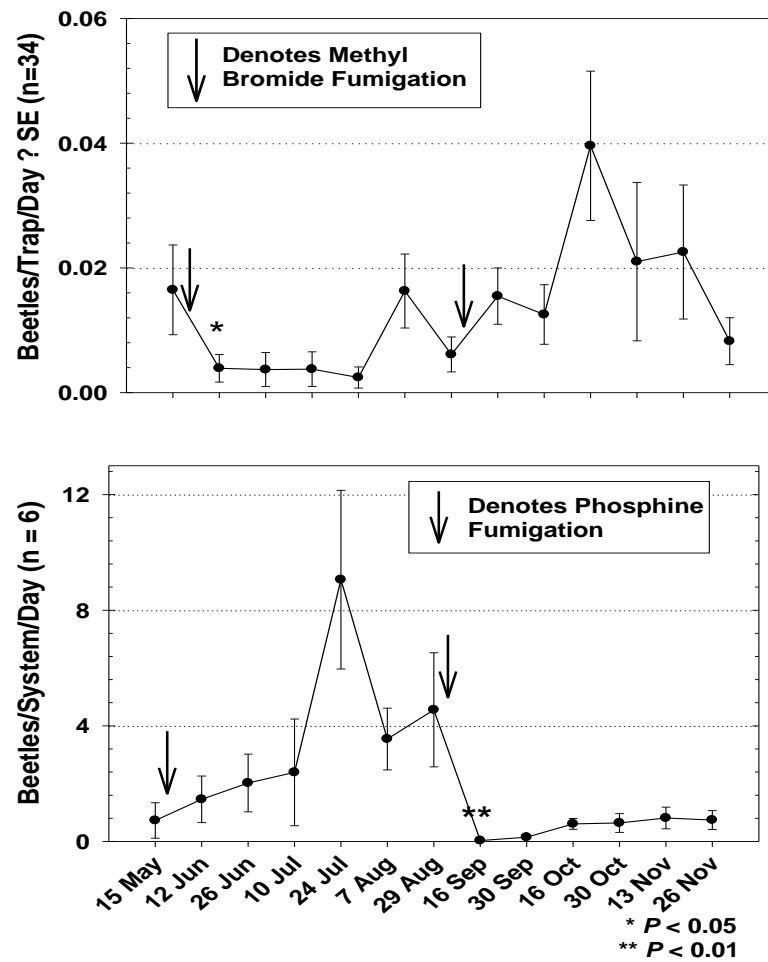 Beetles/Trap/Day ? SE (n=34)
0.06
0.04
0.02
0.00
Denotes Methyl
Bromide Fumigation
*
Beetles/System/Day (n = 6)
12
8
4
0
Denotes Phosphine
Fumigation
**
15 May
12 Jun
26 Jun
10 Jul
24 Jul
7 Aug
29 Aug
16 Sep
30 Sep
16 Oct
30 Oct
13 Nov
26 Nov
* P < 0.05
** P < 0.01